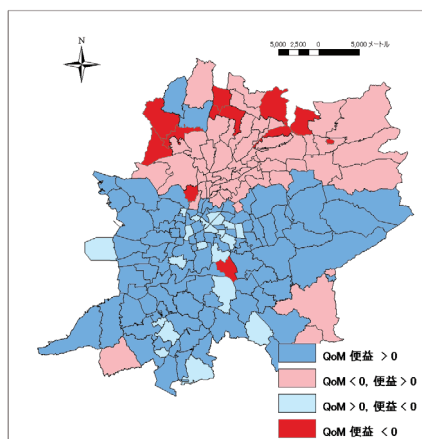 N
5,000 2,500 0 5,000 メートル
QoM 便益 > 0
QoM < 0, 便益 > 0
QoM > 0, 便益 < 0
QoM 便益 < 0